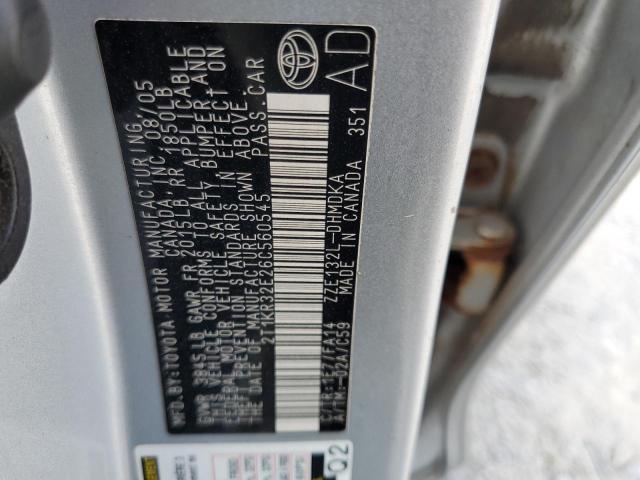 MFD.BY:TOYOTA MOTOR MANUFACTURING
CANADA INC. 08/05
GVWR 3845LB GAWR FR 2015LB RR 1850LB
THIS VEHICLE CONFORMS TO ALL APPLICABLE
FEDERAL MOTOR VEHICLE SAFETY, BUMPER AND
THEFT PREVENTION STANDARDS IN EFFECT ON
THE DATE OF MANUFACTURE SHOWN ABOVE.
2T1KR32E26C560545 PASS.CAR
C/TR:1E7/FA14 ZZE132L-DHMDKA
A/TM:-02A/C59 MADE IN CANADA 351
AD
Q2